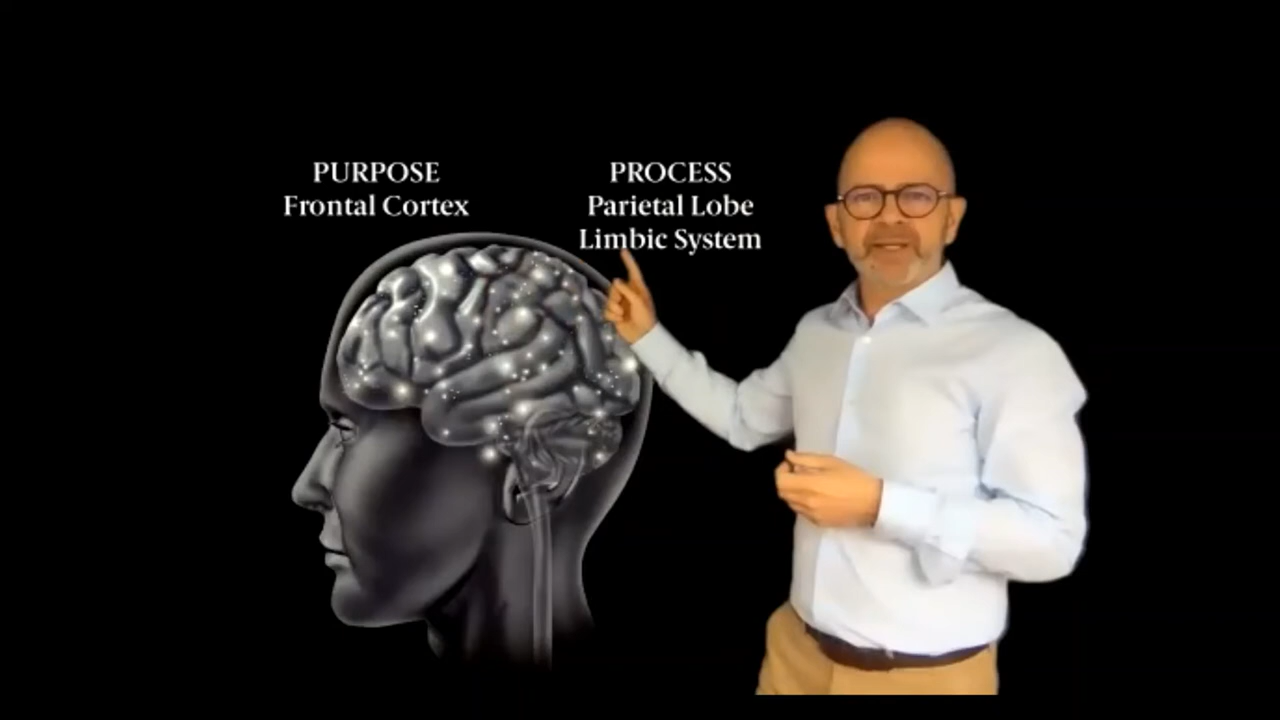 PURPOSE
Frontal Cortex
PROCESS
Parietal Lobe
Limbic System